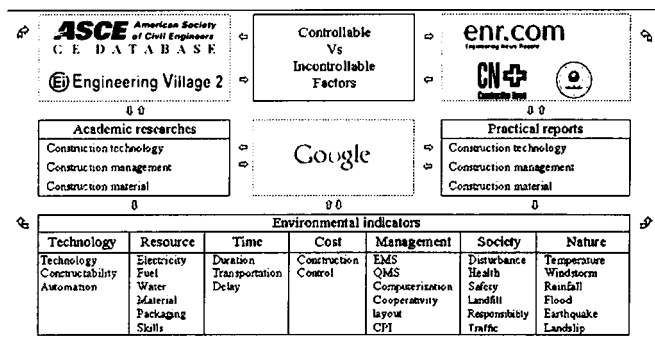 ASCE American Society
of Civil Engineers
CE DATABASE
Ei Engineering Village 2
Controllable
Vs
Incontrollable
Factors
enr.com
Engineering News Record
CN+
Construction News
Academic researches
Construction technology
Construction management
Construction material
Google
Practical reports
Construction technology
Construction management
Construction material
Environmental indicators
Technology Resource Time Cost Management Society Nature
Technology Electricity Duration Construction EMS Disturbance Temperature
Constructability Fuel Transportation Control QMS Health Windstorm
Automation Water Delay Computerization Safety Rainfall
Material Cooperativity Landfill Flood
Packaging layout Responsibility Earthquake
Skills CPI Traffic Landslip